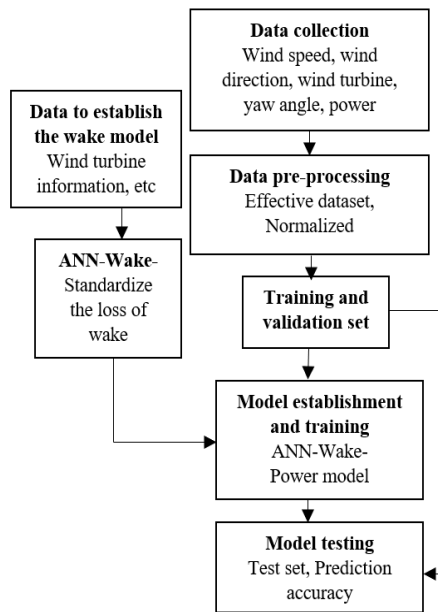 Data collection
Wind speed, wind
direction, wind turbine,
yaw angle, power
Data to establish
the wake model
Wind turbine
information, etc
Data pre-processing
Effective dataset,
Normalized
ANN-Wake-
Standardize
the loss of
wake
Training and
validation set
Model establishment
and training
ANN-Wake-
Power model
Model testing
Test set, Prediction
accuracy